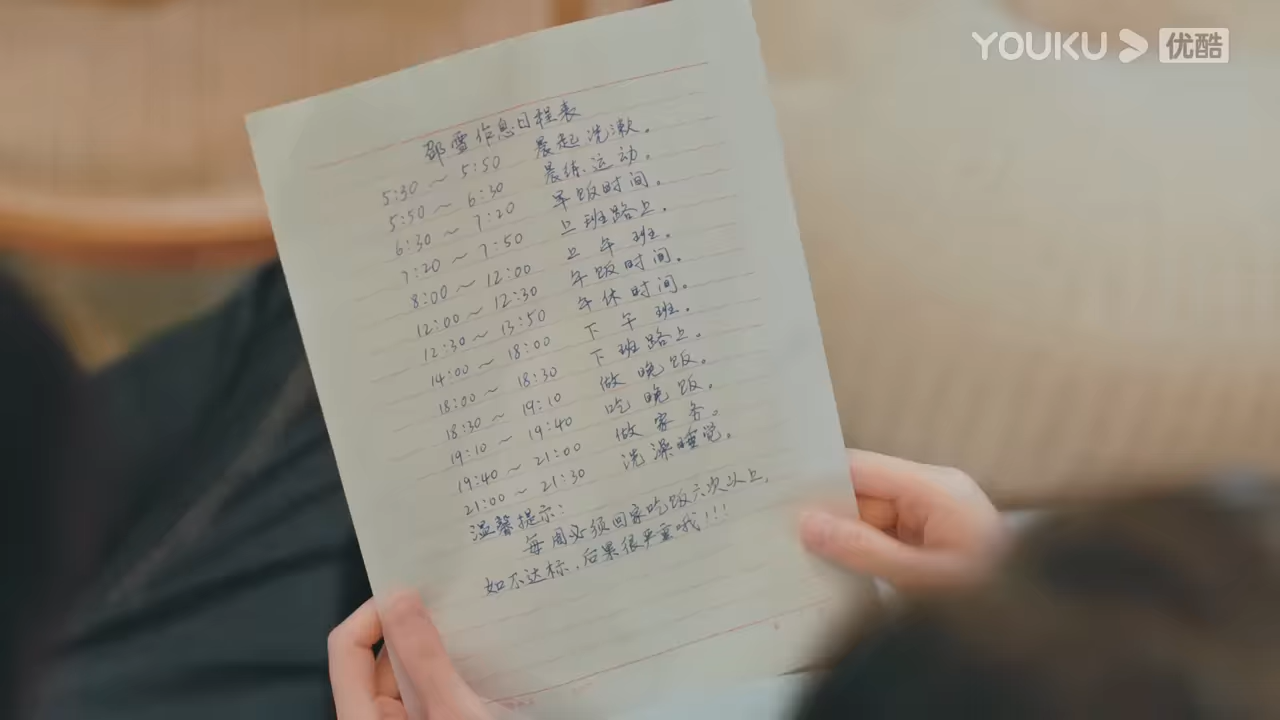 YOUKU 优酷
邵雪作息日程表
5:30～5:50 晨起洗漱。
5:50～6:30 晨练运动。
6:30～7:20 早饭时间。
7:20～7:50 上班路上。
8:00～12:00 上午班。
12:00～12:30 午饭时间。
12:30～13:50 午休时间。
14:00～18:00 下午班。
18:00～18:30 下班路上。
18:30～19:10 做晚饭。
19:10～19:40 吃晚饭。
19:40～21:00 做家务。
21:00～21:30 洗澡睡觉。
温馨提示：
每周必须回家吃饭六次以上，
如不达标，后果很严重哦！！！